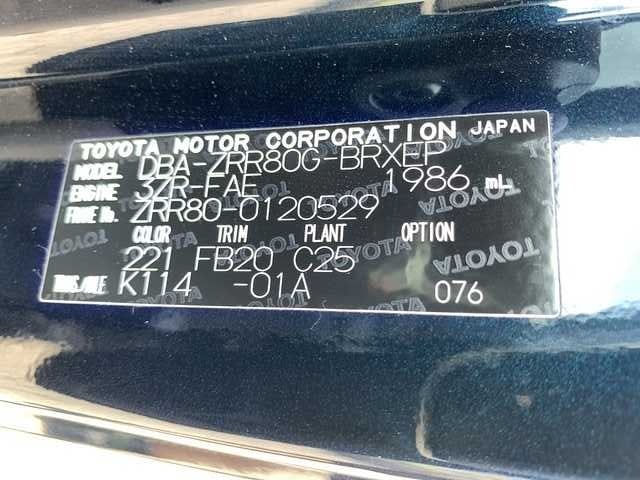 TOYOTA MOTOR CORPORATION JAPAN
MODEL DBA-ZRR80G-BRXEP
ENGINE 3ZR-FAE 1986 mL
FRAME No. ZRR80-0120529
COLOR TRIM PLANT OPTION
221 FB20 C25
TRANS/AXLE K114 -01A 076